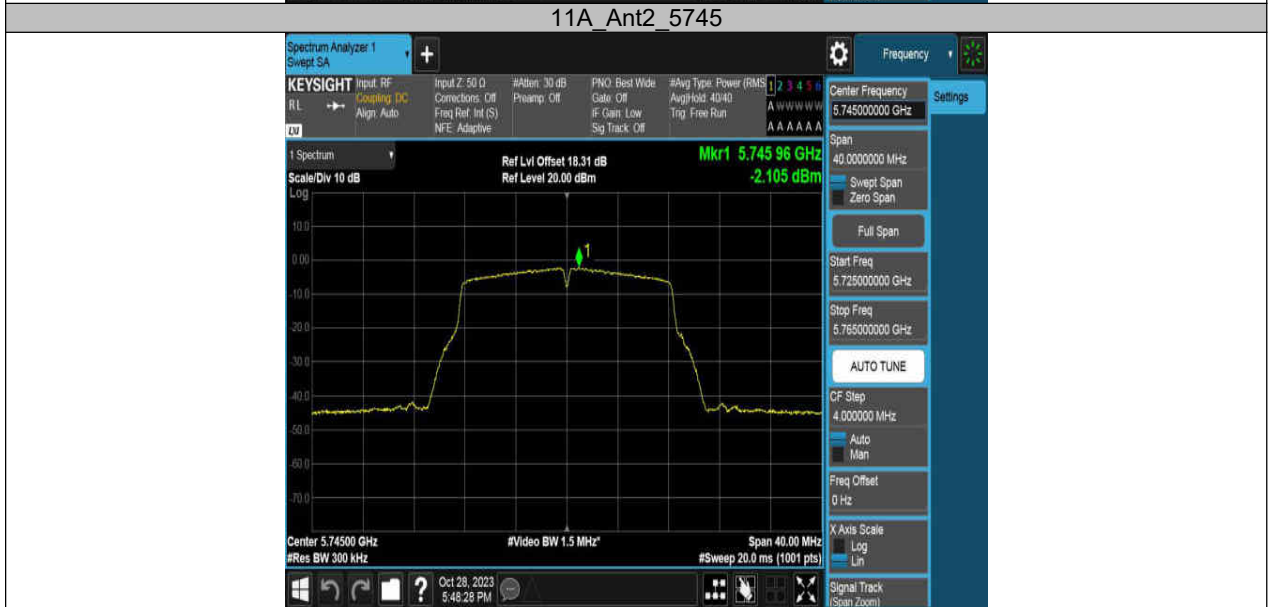 11A_Ant2_5745
Spectrum Analyzer 1
Swept SA
+
Frequency
KEYSIGHT
RL
LXI
Input: RF
Coupling: DC
Align: Auto
Input Z: 50 Ω
Corrections: Off
Freq Ref: Int (S)
NFE: Adaptive
#Atten: 30 dB
Preamp: Off
PNO: Best Wide
Gate: Off
IF Gain: Low
Sig Track: Off
#Avg Type: Power (RMS
Avg|Hold: 40/40
Trig: Free Run
1 2 3 4 5 6
A W W W W W
A A A A A A
Center Frequency
5.745000000 GHz
Settings
Span
40.0000000 MHz
Swept Span
Zero Span
Full Span
Start Freq
5.725000000 GHz
Stop Freq
5.765000000 GHz
AUTO TUNE
CF Step
4.000000 MHz
Auto
Man
Freq Offset
0 Hz
X Axis Scale
Log
Lin
Signal Track
(Span Zoom)
1 Spectrum
Scale/Div 10 dB
Log
Ref Lvl Offset 18.31 dB
Ref Level 20.00 dBm
Mkr1 5.745 96 GHz
-2.105 dBm
1
10.0
0.00
-10.0
-20.0
-30.0
-40.0
-50.0
-60.0
-70.0
Center 5.74500 GHz
#Res BW 300 kHz
#Video BW 1.5 MHz*
Span 40.00 MHz
#Sweep 20.0 ms (1001 pts)
?
Oct 28, 2023
5:48:28 PM